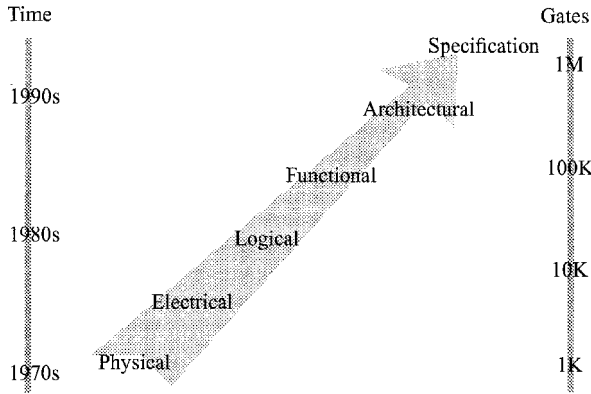 Time
Gates
Specification
1M
1990s
Architectural
100K
Functional
1980s
Logical
10K
Electrical
Physical
1K
1970s